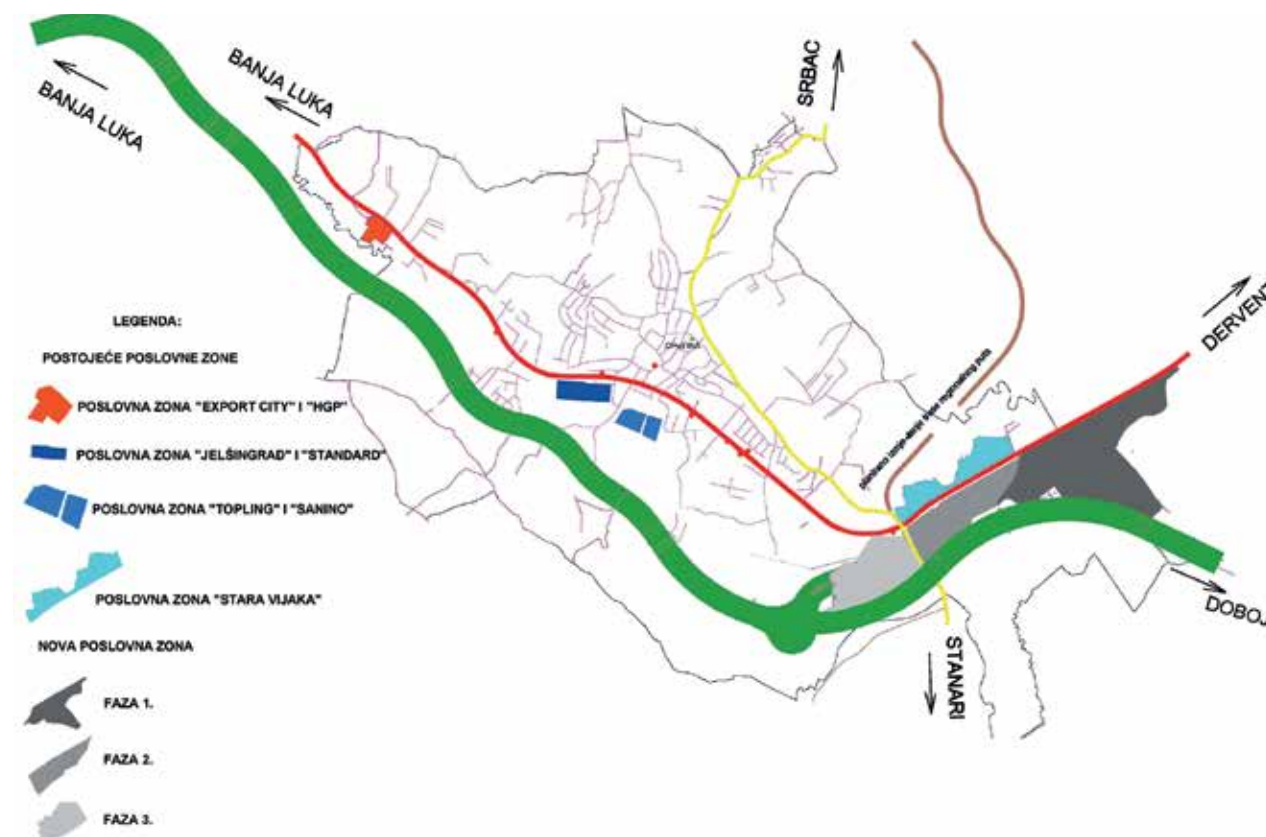 BANJA LUKA
BANJA LUKA
SRBAC
DERVENT
DOBOJ
STANARI
LEGENDA:
POSTOJEĆE POSLOVNE ZONE
POSLOVNA ZONA "EXPORT CITY" I "HGP"
POSLOVNA ZONA "JELŠINGRAD" I "STANDARD"
POSLOVNA ZONA "TOPLING" I "SANINO"
POSLOVNA ZONA "STARA VIJAKA"
NOVA POSLOVNA ZONA
FAZA 1.
FAZA 2.
FAZA 3.